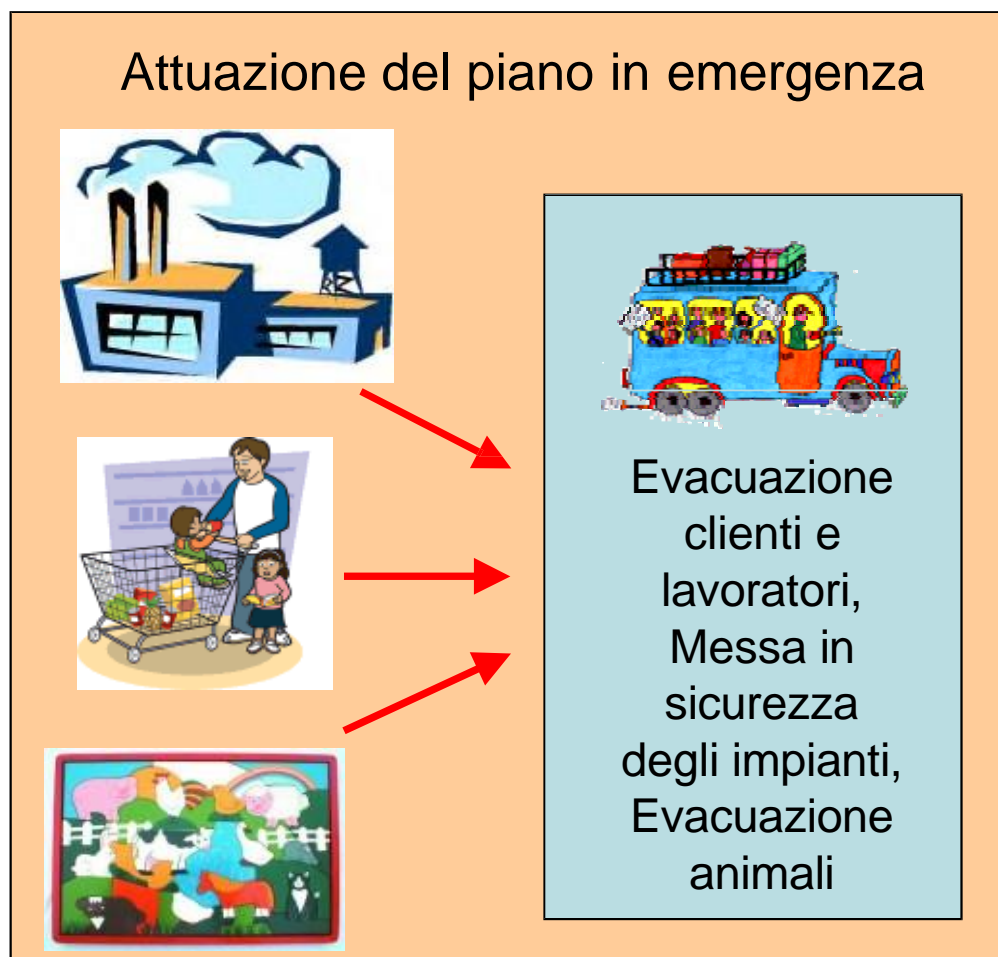 Attuazione del piano in emergenza
Evacuazione
clienti e
lavoratori,
Messa in
sicurezza
degli impianti,
Evacuazione
animali